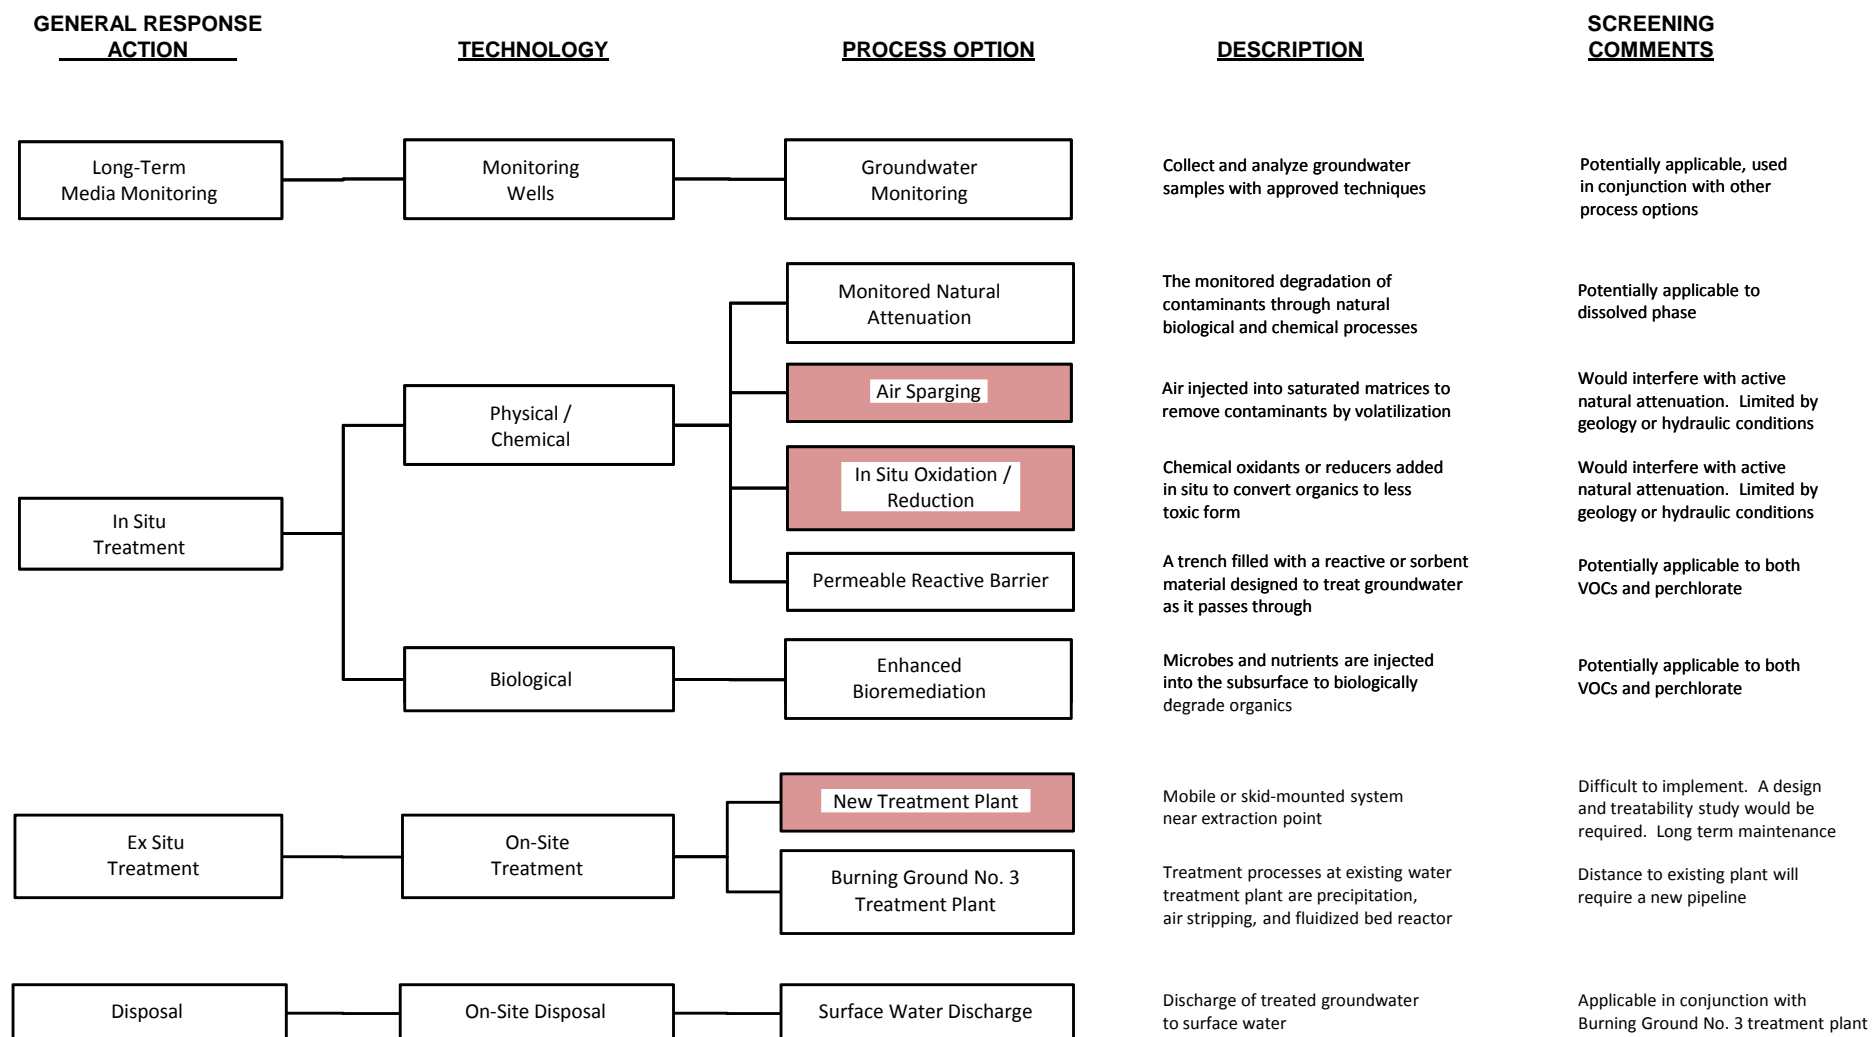 GENERAL RESPONSE
ACTION
TECHNOLOGY
PROCESS OPTION
DESCRIPTION
SCREENING
COMMENTS
Long-Term
Media Monitoring
Monitoring
Wells
Groundwater
Monitoring
Collect and analyze groundwater
samples with approved techniques
Potentially applicable, used
in conjunction with other
process options
Monitored Natural
Attenuation
The monitored degradation of
contaminants through natural
biological and chemical processes
Potentially applicable to
dissolved phase
Air Sparging
Air injected into saturated matrices to
remove contaminants by volatilization
Would interfere with active
natural attenuation. Limited by
geology or hydraulic conditions
Physical /
Chemical
In Situ Oxidation /
Reduction
Chemical oxidants or reducers added
in situ to convert organics to less
toxic form
Would interfere with active
natural attenuation. Limited by
geology or hydraulic conditions
In Situ
Treatment
Permeable Reactive Barrier
A trench filled with a reactive or sorbent
material designed to treat groundwater
as it passes through
Potentially applicable to both
VOCs and perchlorate
Biological
Enhanced
Bioremediation
Microbes and nutrients are injected
into the subsurface to biologically
degrade organics
Potentially applicable to both
VOCs and perchlorate
New Treatment Plant
Mobile or skid-mounted system
near extraction point
Difficult to implement. A design
and treatability study would be
required. Long term maintenance
Ex Situ
Treatment
On-Site
Treatment
Burning Ground No. 3
Treatment Plant
Treatment processes at existing water
treatment plant are precipitation,
air stripping, and fluidized bed reactor
Distance to existing plant will
require a new pipeline
Disposal
On-Site Disposal
Surface Water Discharge
Discharge of treated groundwater
to surface water
Applicable in conjunction with
Burning Ground No. 3 treatment plant